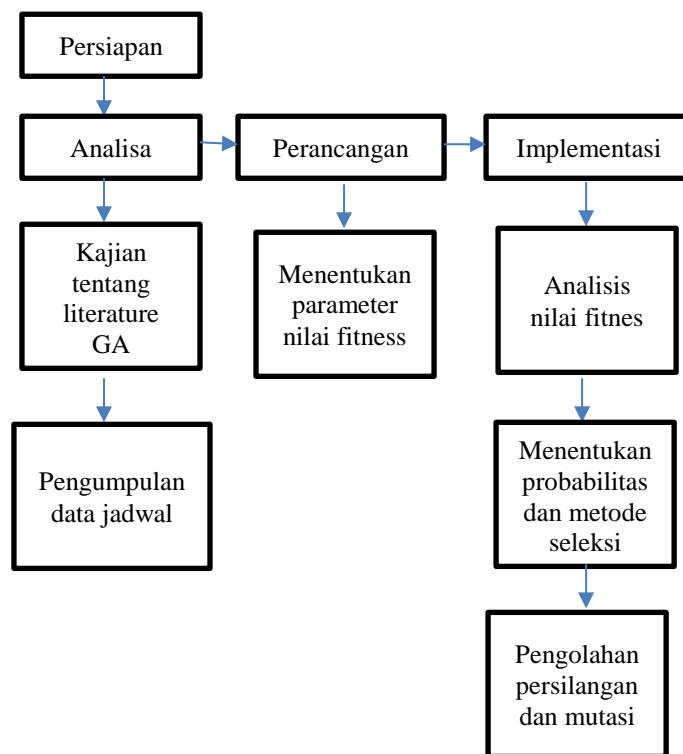 Persiapan
Analisa
Perancangan
Implementasi
Kajian
tentang
literature
GA
Menentukan
parameter
nilai fitness
Analisis
nilai fitnes
Pengumpulan
data jadwal
Menentukan
probabilitas
dan metode
seleksi
Pengolahan
persilangan
dan mutasi